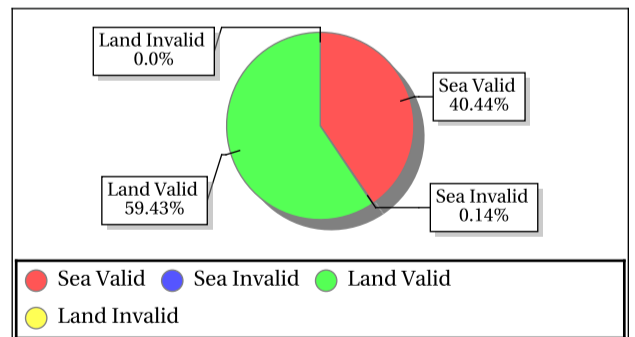 Land Invalid
0.0%
Sea Valid
40.44%
Land Valid
59.43%
Sea Invalid
0.14%
Sea Valid Sea Invalid Land Valid
Land Invalid